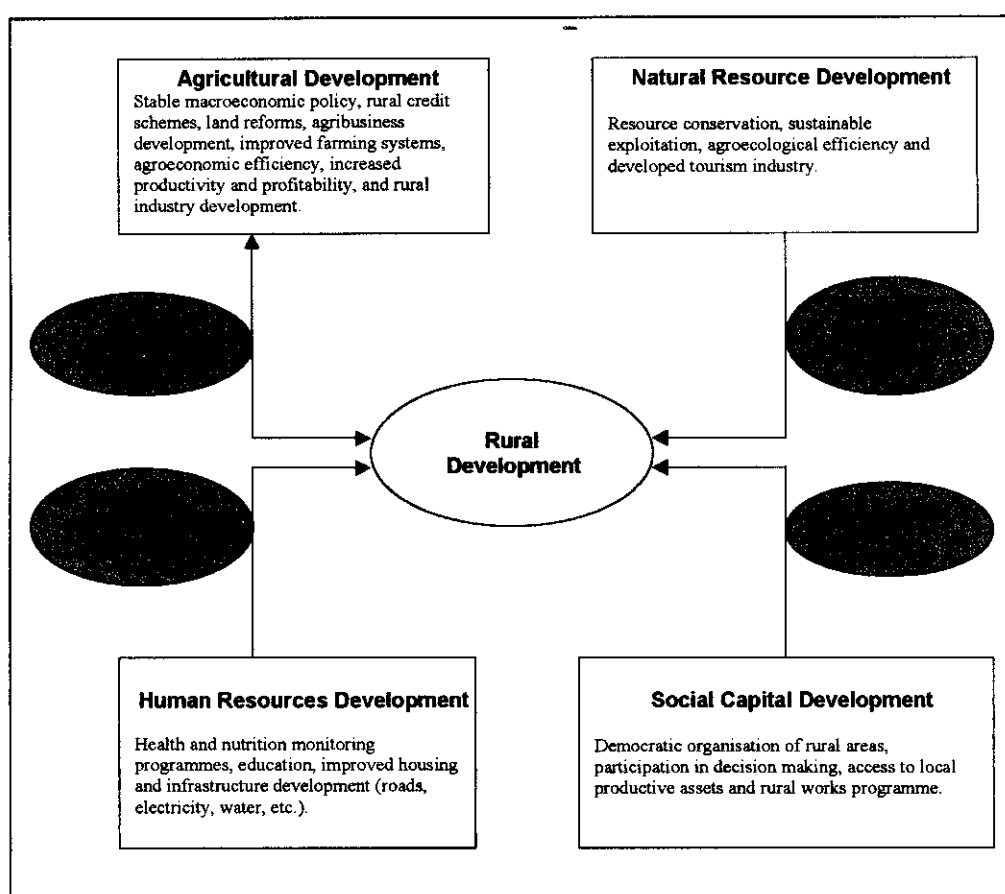 Agricultural Development
Stable macroeconomic policy, rural credit
schemes, land reforms, agribusiness
development, improved farming systems,
agroeconomic efficiency, increased
productivity and profitability, and rural
industry development.
Natural Resource Development
Resource conservation, sustainable
exploitation, agroecological efficiency and
developed tourism industry.
Rural
Development
Human Resources Development
Health and nutrition monitoring
programmes, education, improved housing
and infrastructure development (roads,
electricity, water, etc.).
Social Capital Development
Democratic organisation of rural areas,
participation in decision making, access to local
productive assets and rural works programme.